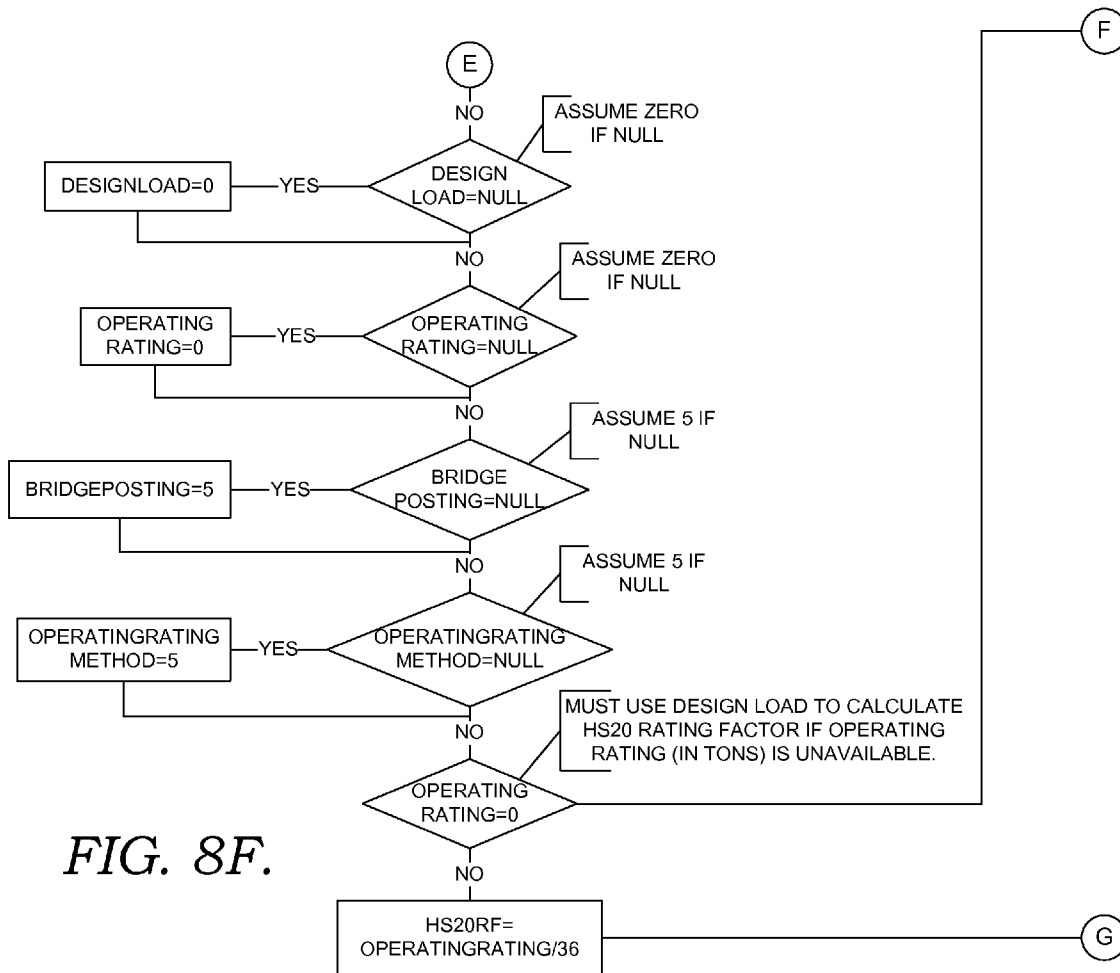 F
E
NO
ASSUME ZERO
IF NULL
DESIGN
LOAD=NULL
YES
DESIGNLOAD=0
NO
ASSUME ZERO
IF NULL
OPERATING
RATING=NULL
YES
OPERATING
RATING=0
NO
ASSUME 5 IF
NULL
BRIDGE
POSTING=NULL
YES
BRIDGEPOSTING=5
NO
ASSUME 5 IF
NULL
OPERATINGRATING
METHOD=NULL
YES
OPERATINGRATING
METHOD=5
NO
MUST USE DESIGN LOAD TO CALCULATE
HS20 RATING FACTOR IF OPERATING
RATING (IN TONS) IS UNAVAILABLE.
OPERATING
RATING=0
NO
HS20RF=
OPERATINGRATING/36
G
FIG. 8F.